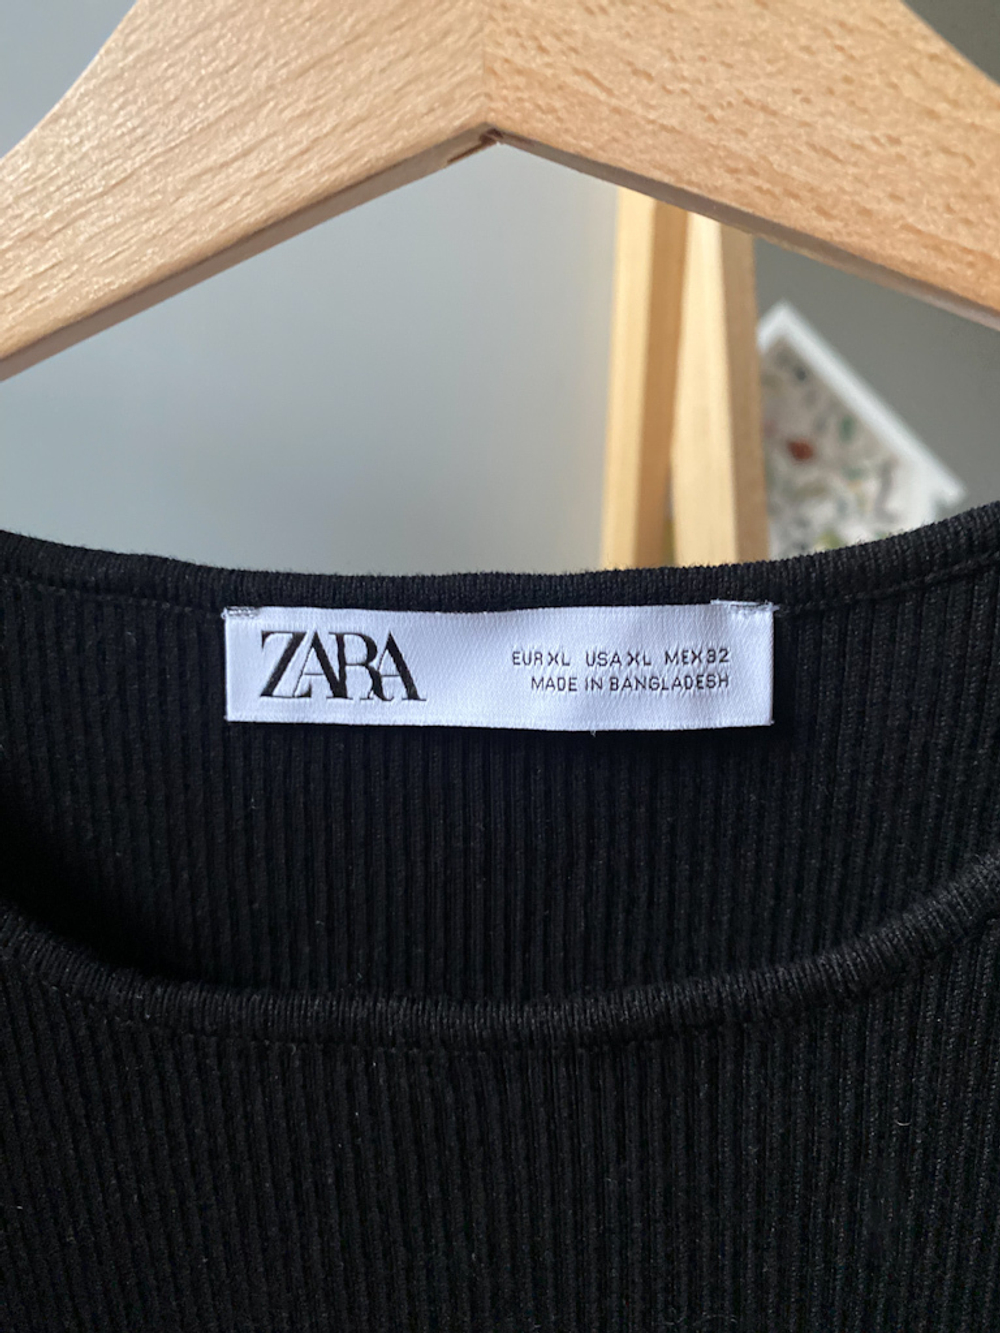 ZARA
EUR XL USA XL MEX 32
MADE IN BANGLADESH